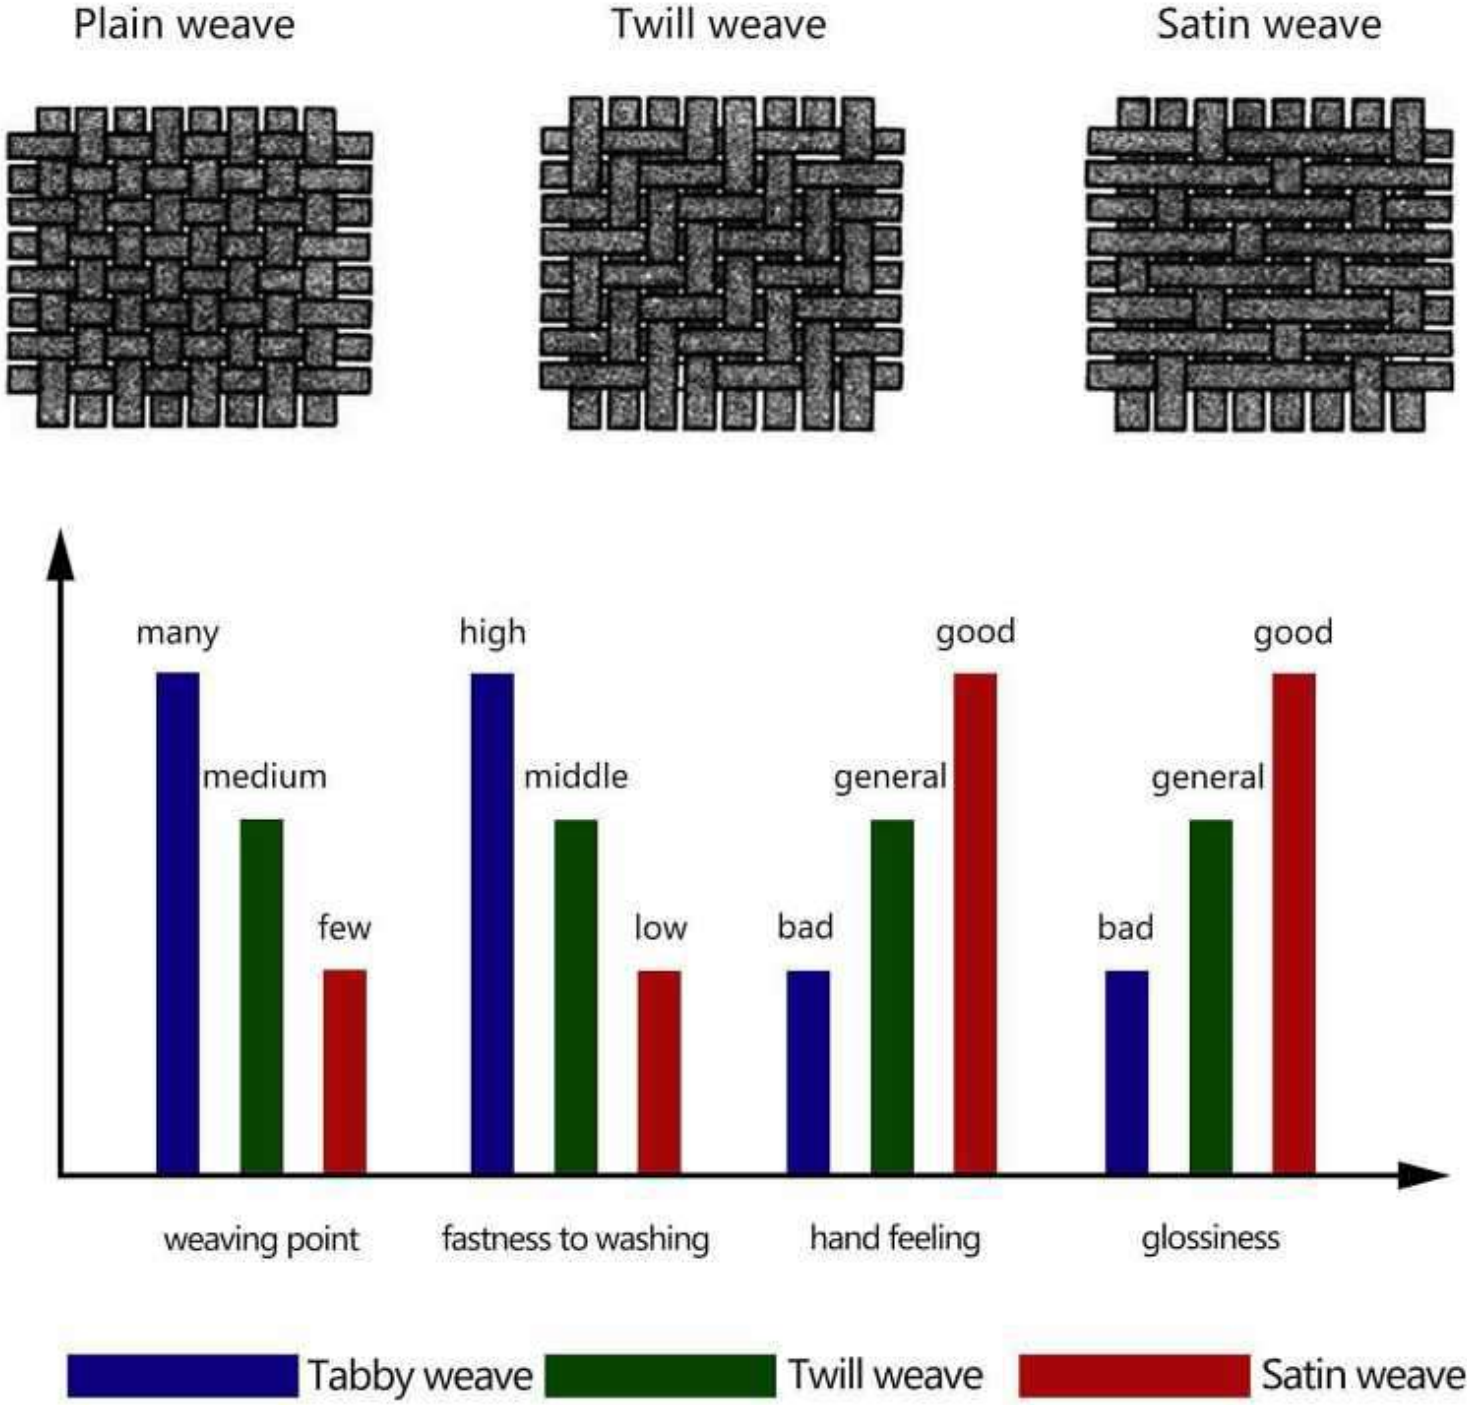 Plain weave
Twill weave
Satin weave
many
high
good
good
medium
middle
general
general
few
low
bad
bad
weaving point
fastness to washing
hand feeling
glossiness
Tabby weave
Twill weave
Satin weave